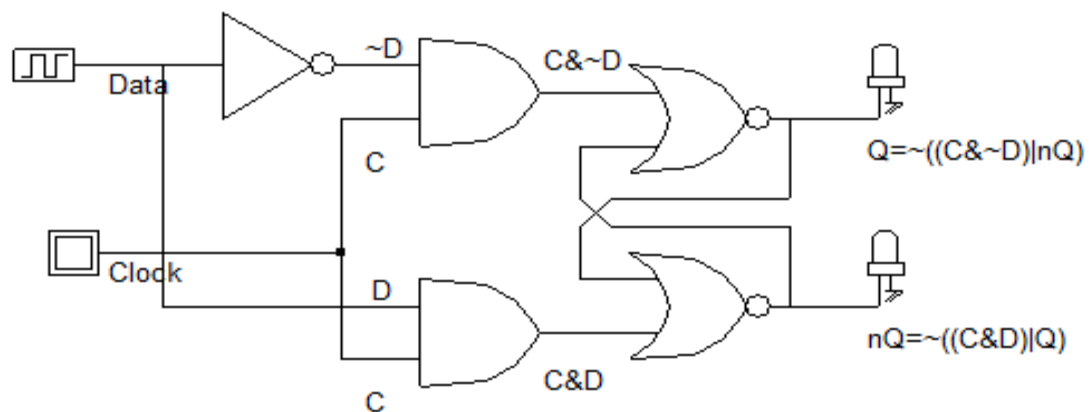 ~D
C&~D
Data
Q=~((C&~D)|nQ)
C
Clock
D
nQ=~((C&D)|Q)
C&D
C